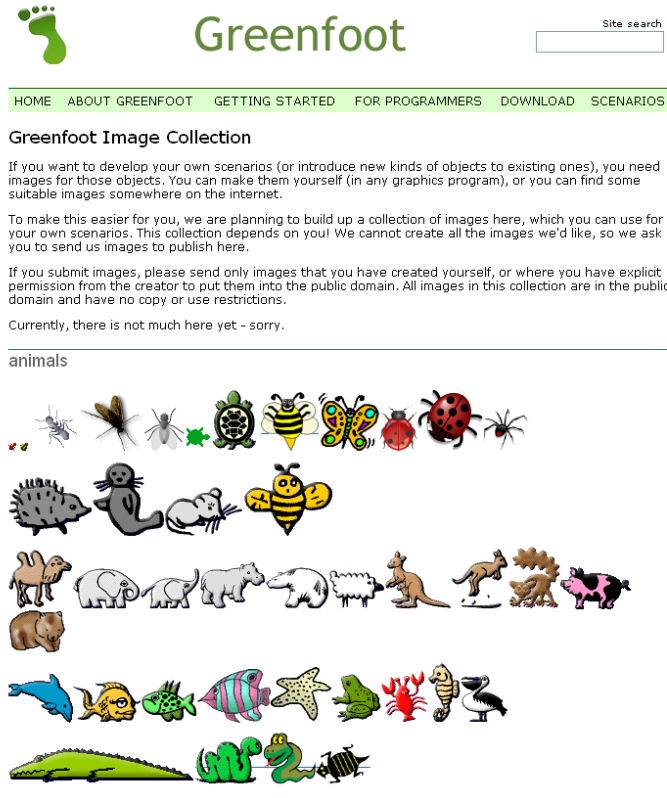 Site search
Greenfoot
HOME ABOUT GREENFOOT GETTING STARTED FOR PROGRAMMERS DOWNLOAD SCENARIOS
Greenfoot Image Collection
If you want to develop your own scenarios (or introduce new kinds of objects to existing ones), you need
images for those objects. You can make them yourself (in any graphics program), or you can find some
suitable images somewhere on the internet.
To make this easier for you, we are planning to build up a collection of images here, which you can use for
your own scenarios. This collection depends on you! We cannot create all the images we'd like, so we ask
you to send us images to publish here.
If you submit images, please send only images that you have created yourself, or where you have explicit
permission from the creator to put them into the public domain. All images in this collection are in the public
domain and have no copy or use restrictions.
Currently, there is not much here yet - sorry.
animals